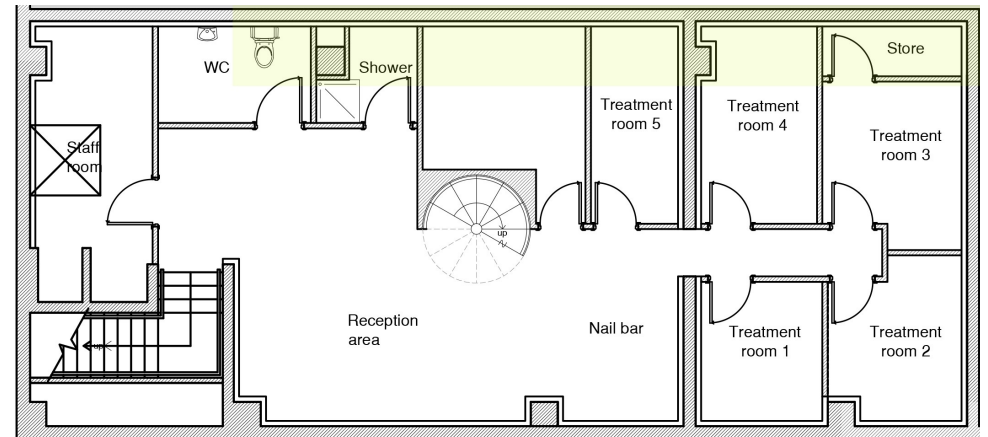 Store
WC
Shower
Treatment
room 5
Treatment
room 4
Treatment
room 3
Staff
room
up
Reception
area
Nail bar
Treatment
room 1
Treatment
room 2
up